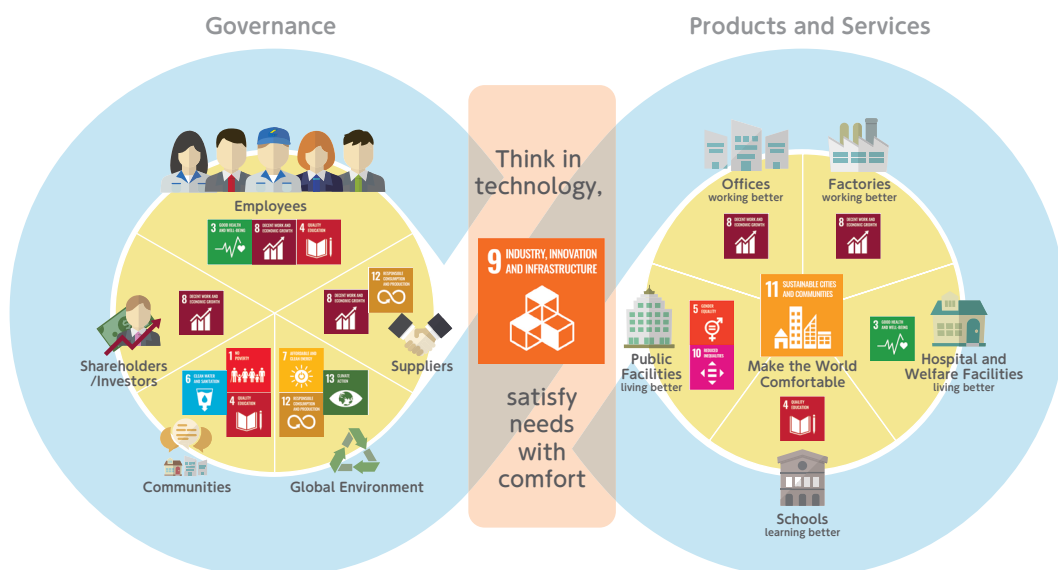 Governance
Products and Services
Employees
3 GOOD HEALTH
AND WELL-BEING
8 DECENT WORK AND
ECONOMIC GROWTH
4 QUALITY
EDUCATION
8 DECENT WORK AND
ECONOMIC GROWTH
Shareholders
/Investors
8 DECENT WORK AND
ECONOMIC GROWTH
12 RESPONSIBLE
CONSUMPTION
AND PRODUCTION
Suppliers
1 NO
POVERTY
6 CLEAN WATER
AND SANITATION
4 QUALITY
EDUCATION
Communities
7 AFFORDABLE AND
CLEAN ENERGY
13 CLIMATE
ACTION
12 RESPONSIBLE
CONSUMPTION
AND PRODUCTION
Global Environment
Think in
technology,
9 INDUSTRY, INNOVATION
AND INFRASTRUCTURE
satisfy
needs
with
comfort
Offices
working better
8 DECENT WORK AND
ECONOMIC GROWTH
Factories
working better
8 DECENT WORK AND
ECONOMIC GROWTH
Public
Facilities
living better
5 GENDER
EQUALITY
10 REDUCED
INEQUALITIES
11 SUSTAINABLE CITIES
AND COMMUNITIES
Make the World
Comfortable
3 GOOD HEALTH
AND WELL-BEING
Hospital and
Welfare Facilities
living better
4 QUALITY
EDUCATION
Schools
learning better